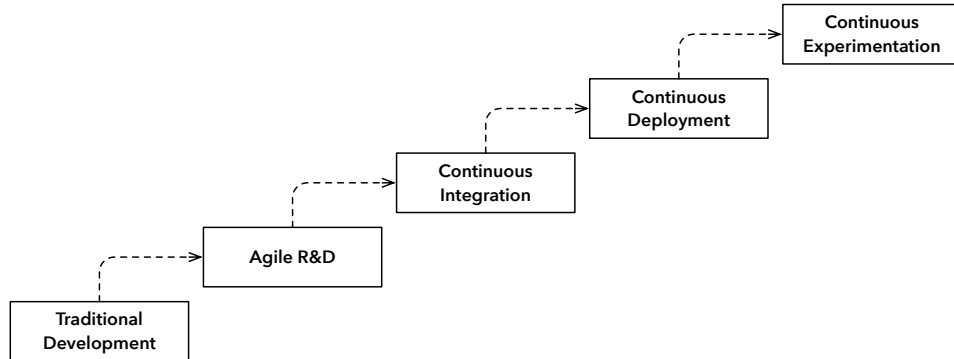 Continuous
Experimentation
Continuous
Deployment
Continuous
Integration
Agile R&D
Traditional
Development